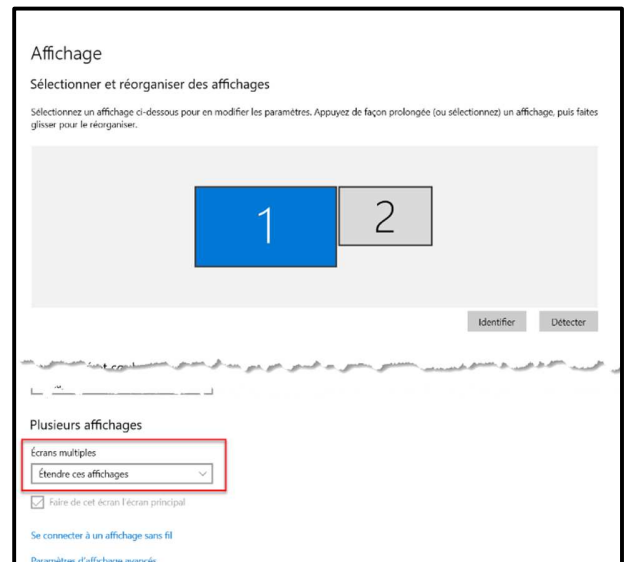 Affichage
Sélectionner et réorganiser des affichages
Sélectionnez un affichage ci-dessous pour en modifier les paramètres. Appuyez de façon prolongée (ou sélectionnez) un affichage, puis faites
glisser pour le réorganiser.
1
2
Identifier
Détecter
Plusieurs affichages
Écrans multiples
Étendre ces affichages
Faire de cet écran l'écran principal
Se connecter à un affichage sans fil
Paramètres d'affichage avancés